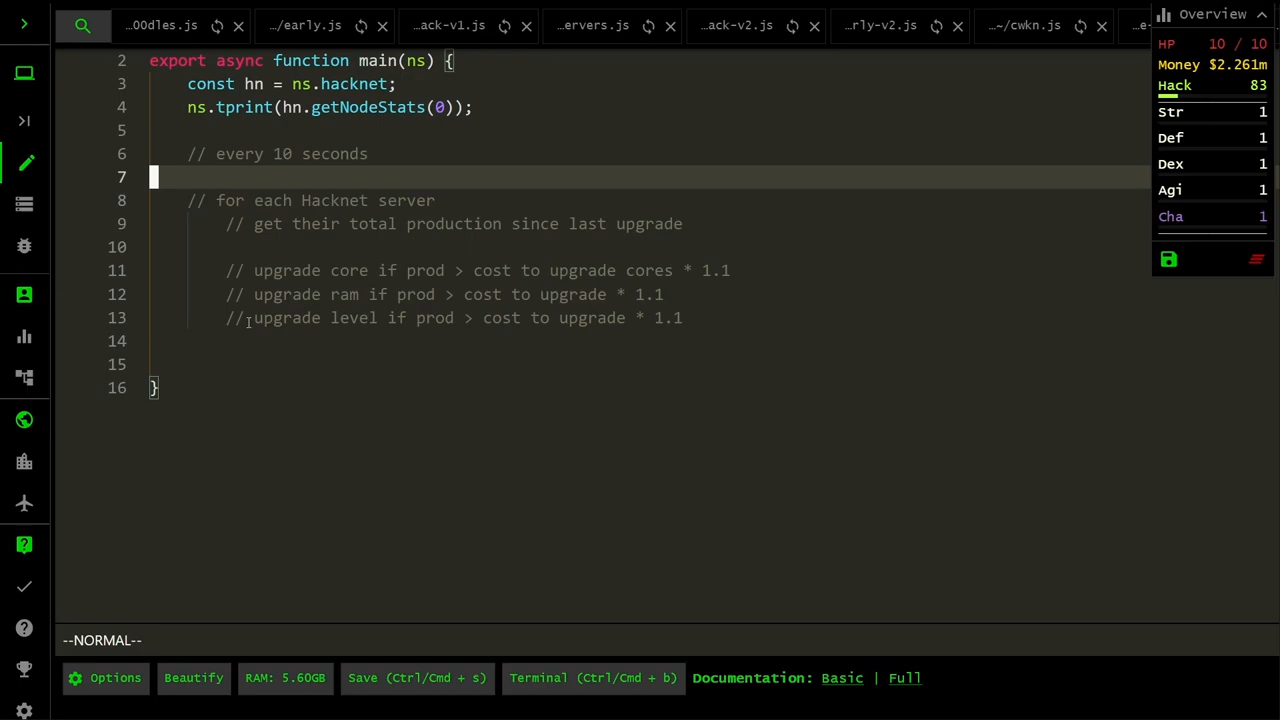 …OOdles.js
…/early.js
…ack-v1.js
…ervers.js
…ack-v2.js
…rly-v2.js
…~/cwkn.js
…e-
Overview
HP 10 / 10
Money $2.261m
Hack 83
Str 1
Def 1
Dex 1
Agi 1
Cha 1
2 export async function main(ns) {
3 const hn = ns.hacknet;
4 ns.tprint(hn.getNodeStats(0));
5
6 // every 10 seconds
7
8 // for each Hacknet server
9 // get their total production since last upgrade
10
11 // upgrade core if prod > cost to upgrade cores * 1.1
12 // upgrade ram if prod > cost to upgrade * 1.1
13 // upgrade level if prod > cost to upgrade * 1.1
14
15
16 }
--NORMAL--
Options
Beautify
RAM: 5.60GB
Save (Ctrl/Cmd + s)
Terminal (Ctrl/Cmd + b)
Documentation: Basic | Full